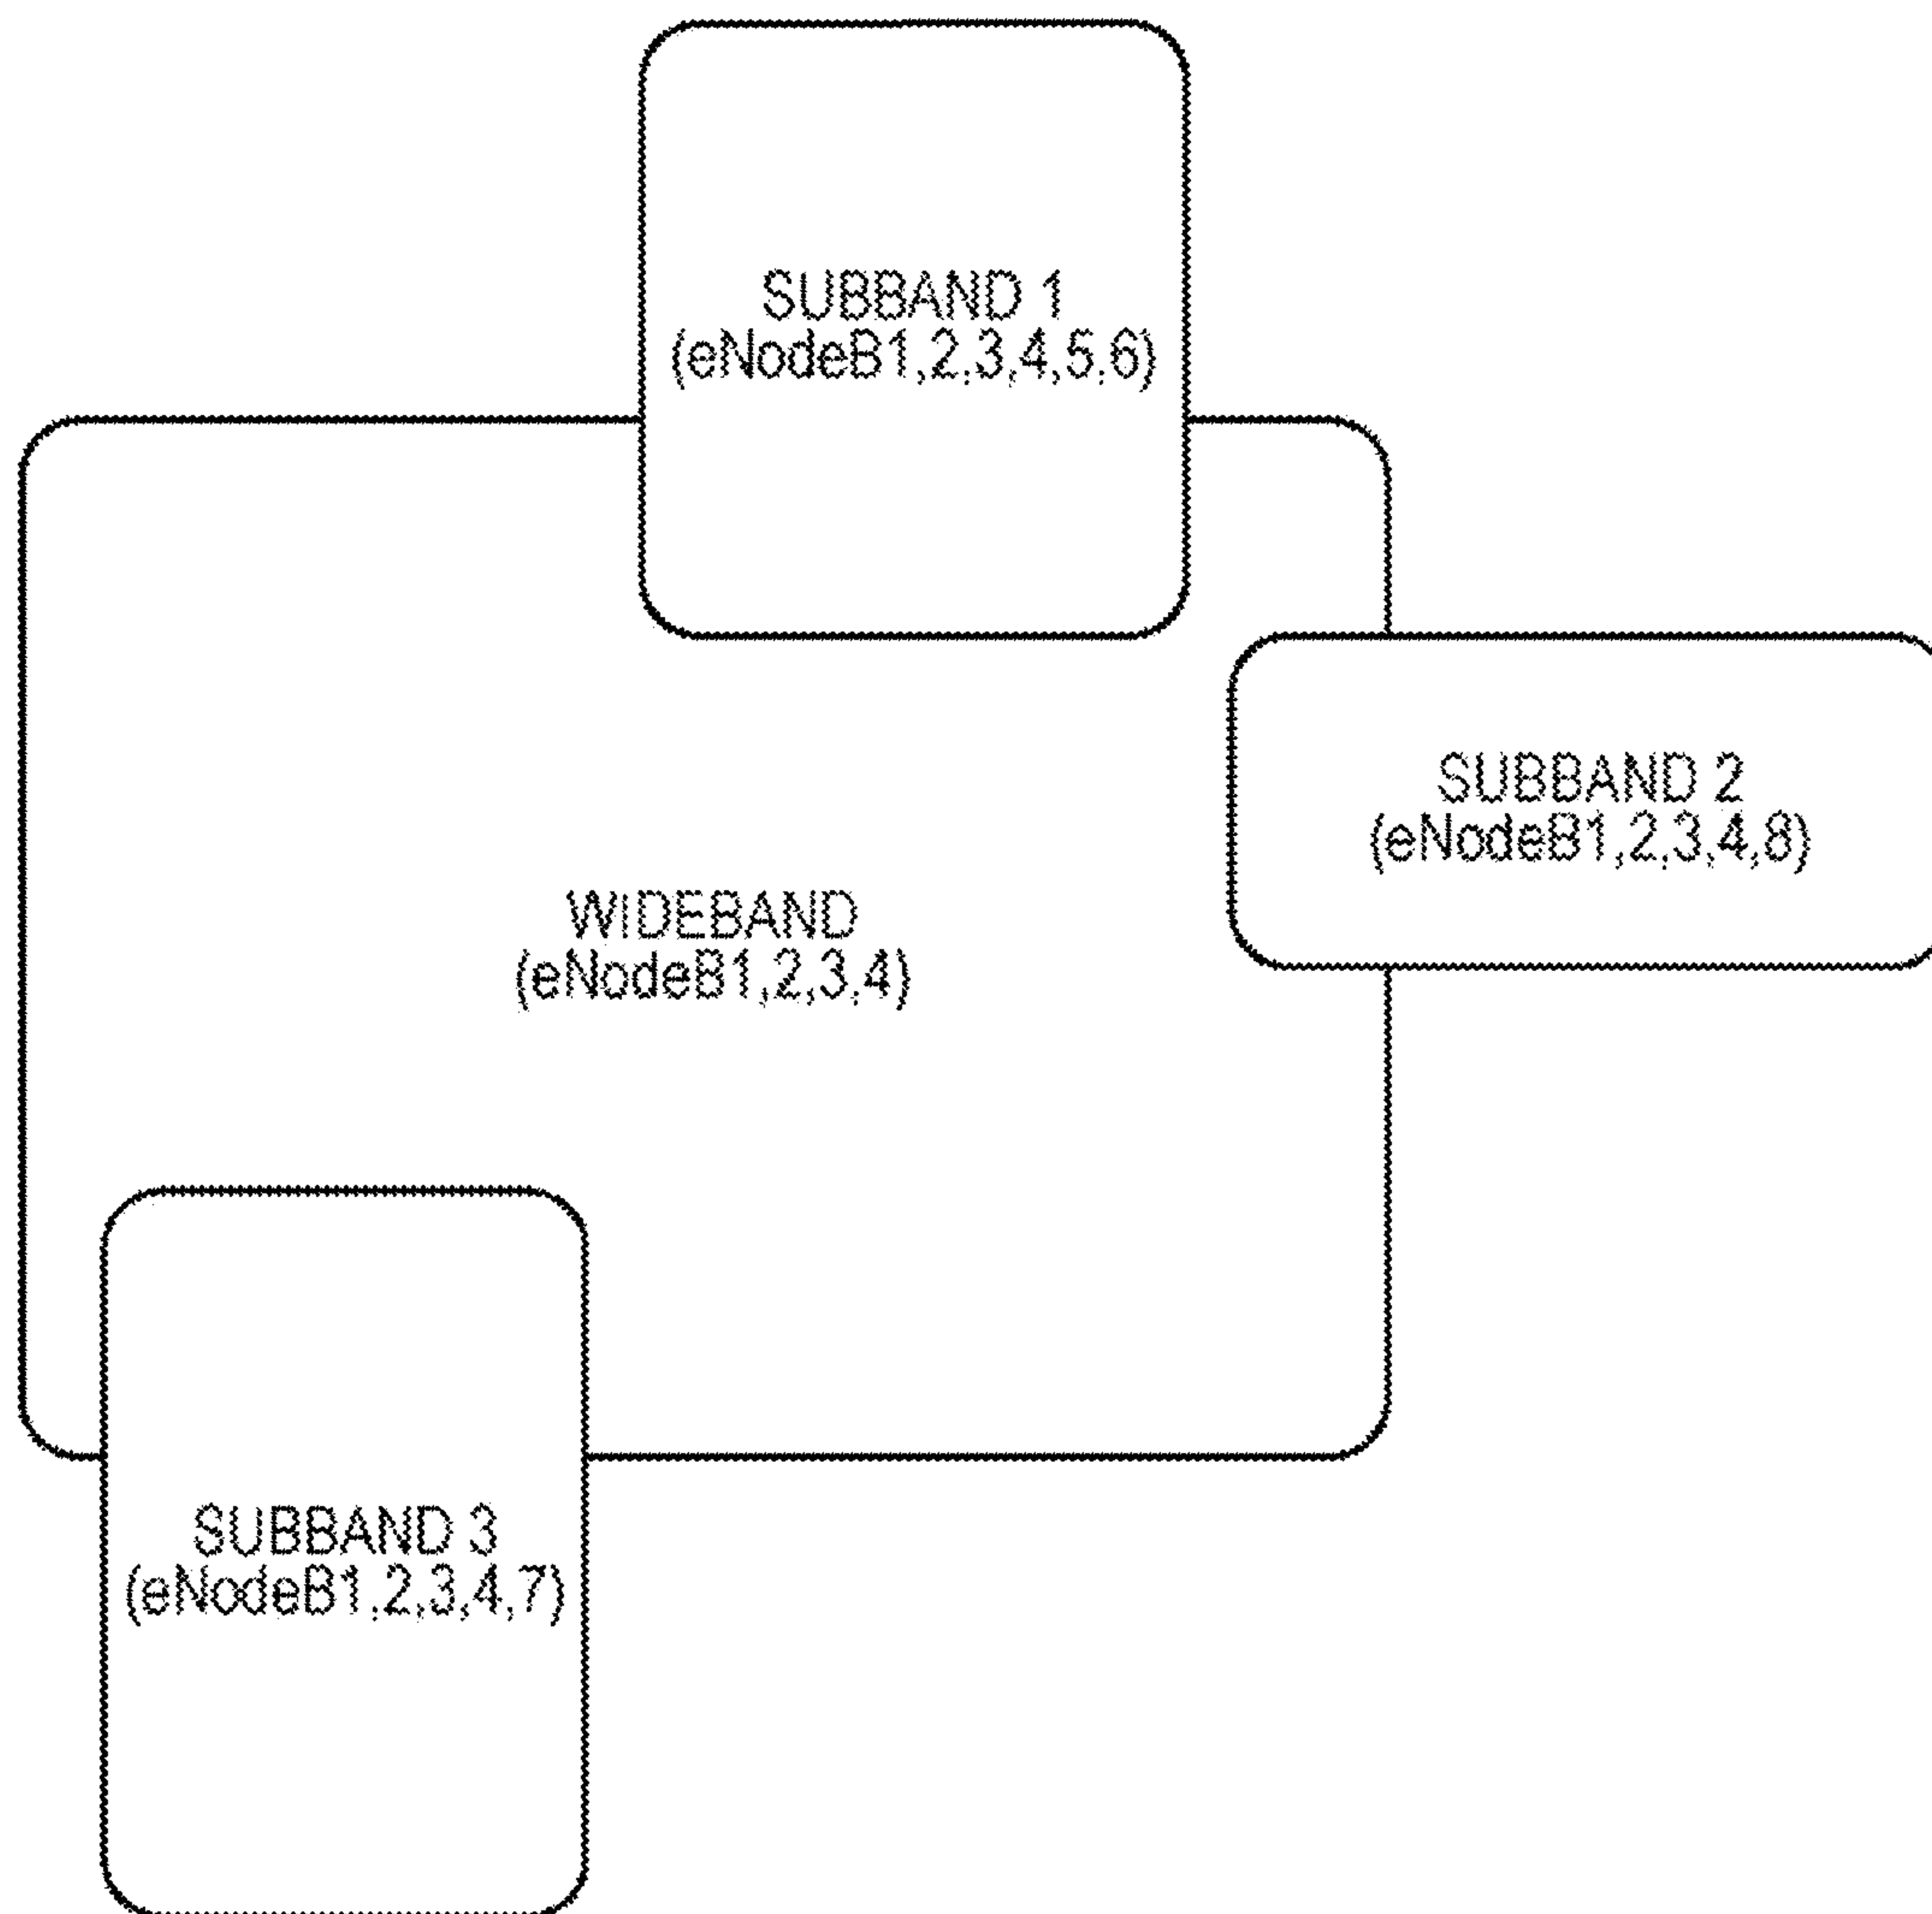 SUBBAND 1
(eNodeB1,2,3,4,5,6)
SUBBAND 2
(eNodeB1,2,3,4,8)
WIDEBAND
(eNodeB1,2,3,4)
SUBBAND 3
(eNodeB1,2,3,4,7)